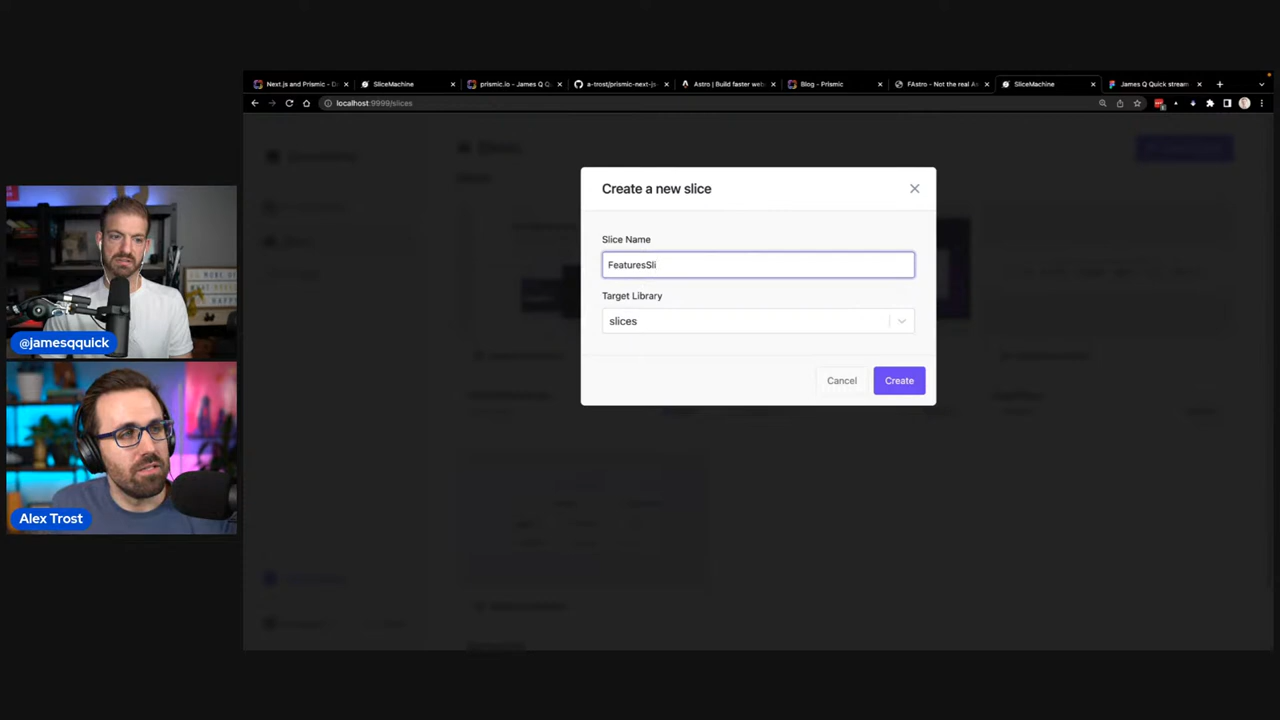 Next.js and Prismic - D
SliceMachine
prismic.io - James Q Q
a-trost/prismic-next-js
Astro | Build faster web
Blog - Prismic
FAstro - Not the real A
SliceMachine
James Q Quick stream
localhost:9999/slices
Create a new slice
Slice Name
FeaturesSli
Target Library
slices
Cancel
Create
@jamesqquick
Alex Trost